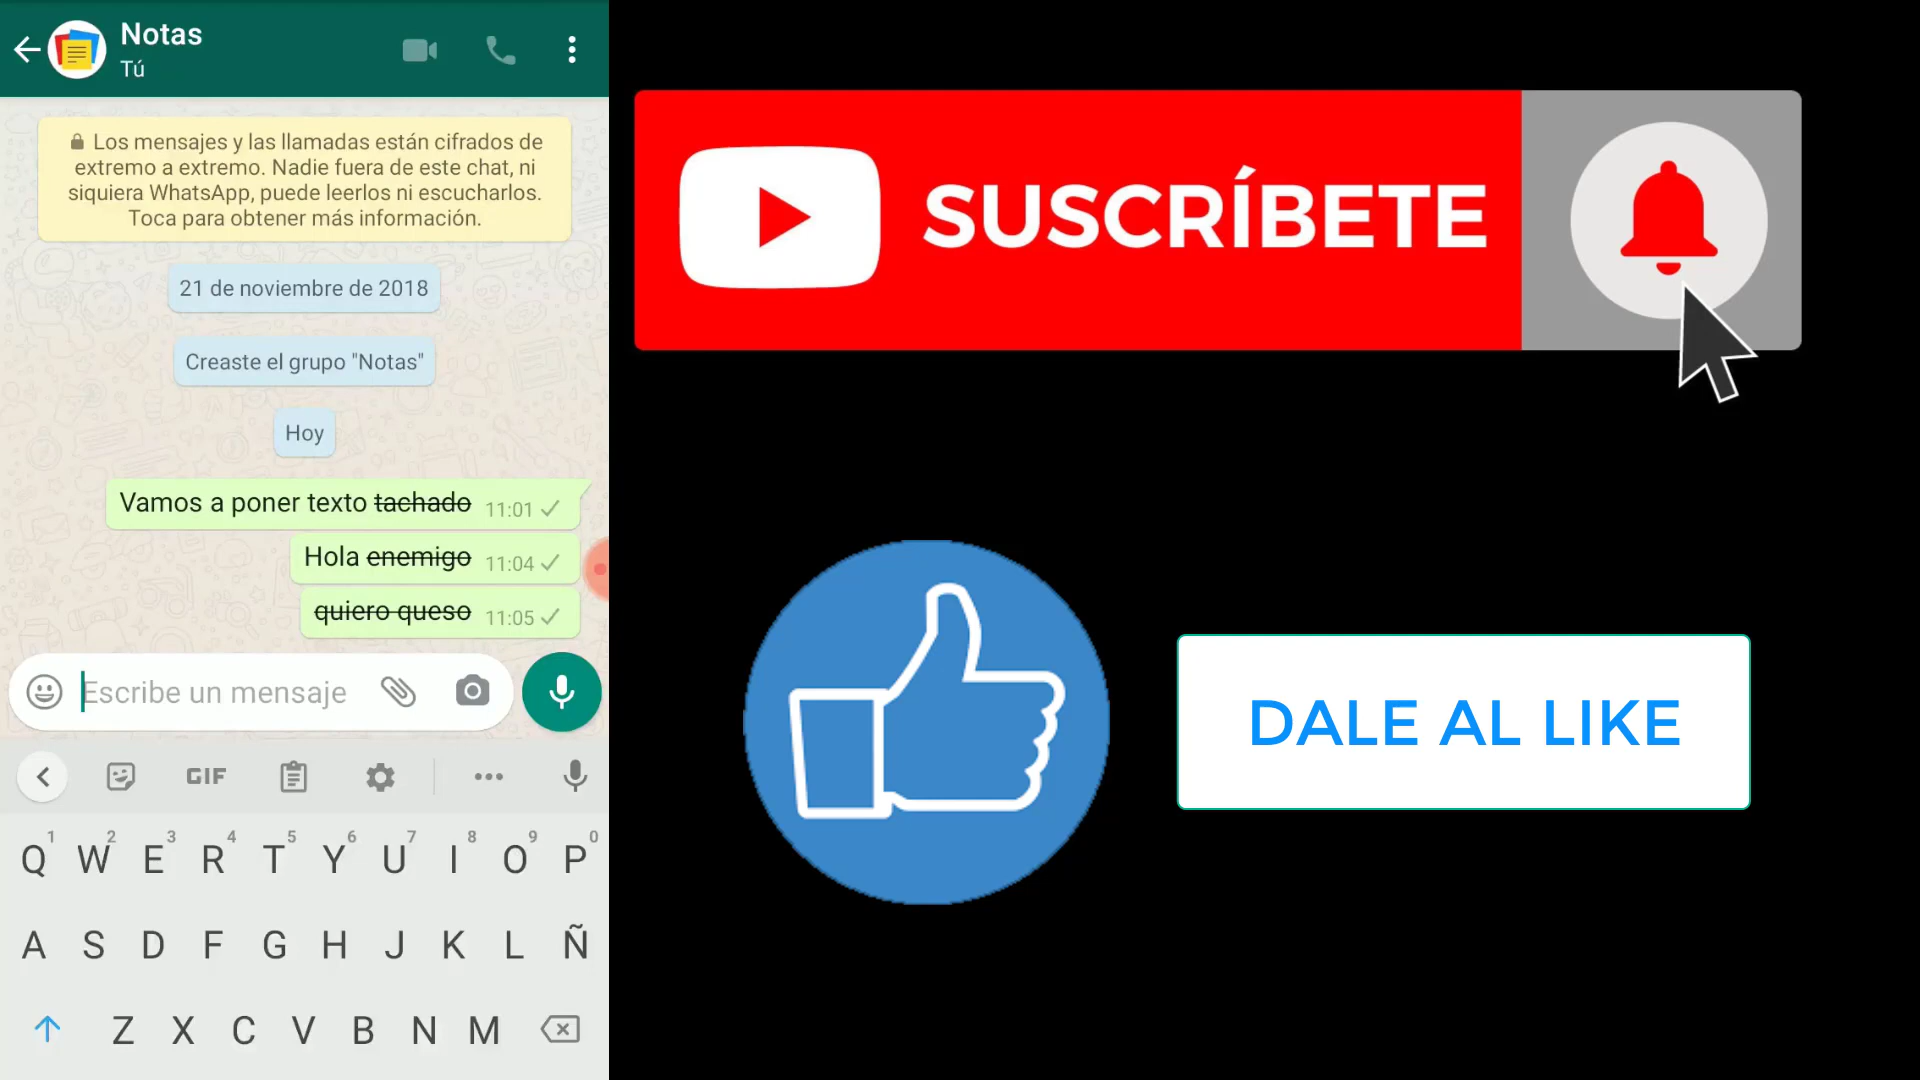 Notas
Tú
Los mensajes y las llamadas están cifrados de
extremo a extremo. Nadie fuera de este chat, ni
siquiera WhatsApp, puede leerlos ni escucharlos.
Toca para obtener más información.
21 de noviembre de 2018
Creaste el grupo "Notas"
Hoy
Vamos a poner texto tachado 11:01
Hola enemigo 11:04
quiero queso 11:05
Escribe un mensaje
GIF
1 2 3 4 5 6 7 8 9 0
Q W E R T Y U I O P
A S D F G H J K L Ñ
Z X C V B N M
SUSCRÍBETE
DALE AL LIKE